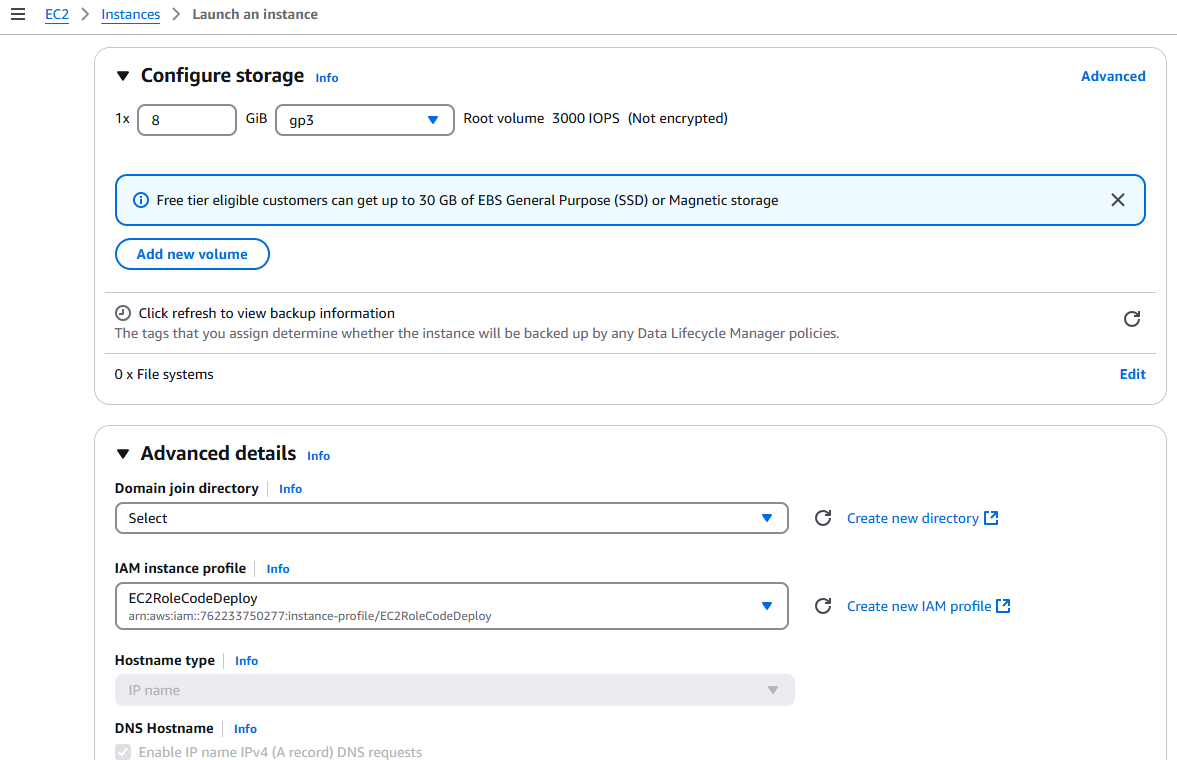 EC2 Instances Launch an instance
Configure storage Info Advanced
1x 8 GiB gp3 Root volume 3000 IOPS (Not encrypted)
Free tier eligible customers can get up to 30 GB of EBS General Purpose (SSD) or Magnetic storage
Add new volume
Click refresh to view backup information
The tags that you assign determine whether the instance will be backed up by any Data Lifecycle Manager policies.
0 x File systems Edit
Advanced details Info
Domain join directory Info
Select Create new directory
IAM instance profile Info
EC2RoleCodeDeploy
arn:aws:iam::762233750277:instance-profile/EC2RoleCodeDeploy
Create new IAM profile
Hostname type Info
IP name
DNS Hostname Info
Enable IP name IPv4 (A record) DNS requests